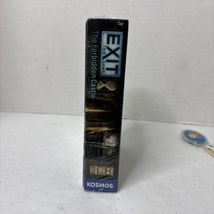 EXIT
The Forbidden Castle
KOSMOS